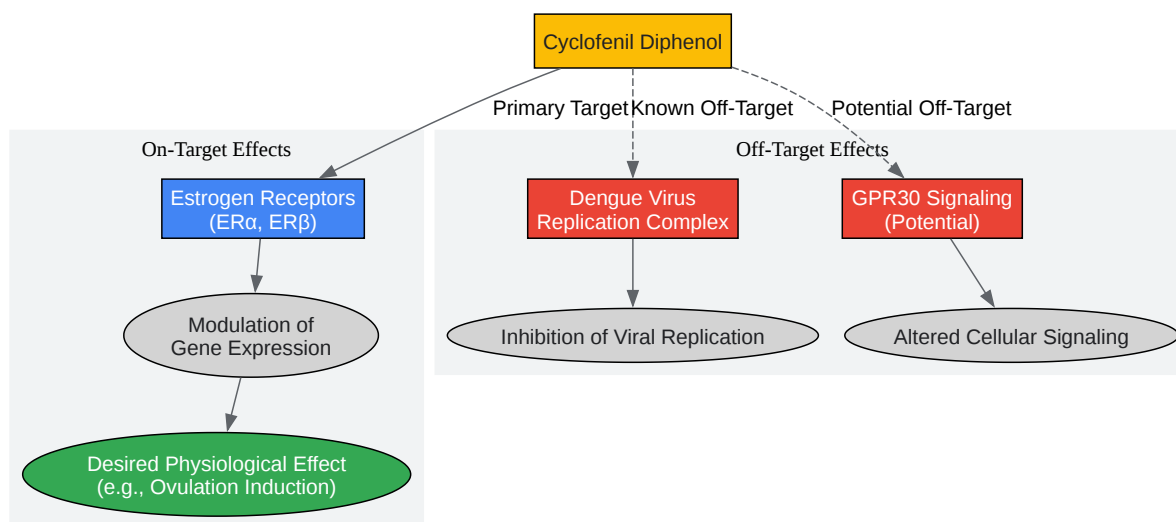 Cyclofenil Diphenol
Primary Target
Known Off-Target
Potential Off-Target
On-Target Effects
Off-Target Effects
Estrogen Receptors
(ERα, ERβ)
Dengue Virus
Replication Complex
GPR30 Signaling
(Potential)
Modulation of
Gene Expression
Inhibition of Viral Replication
Altered Cellular Signaling
Desired Physiological Effect
(e.g., Ovulation Induction)